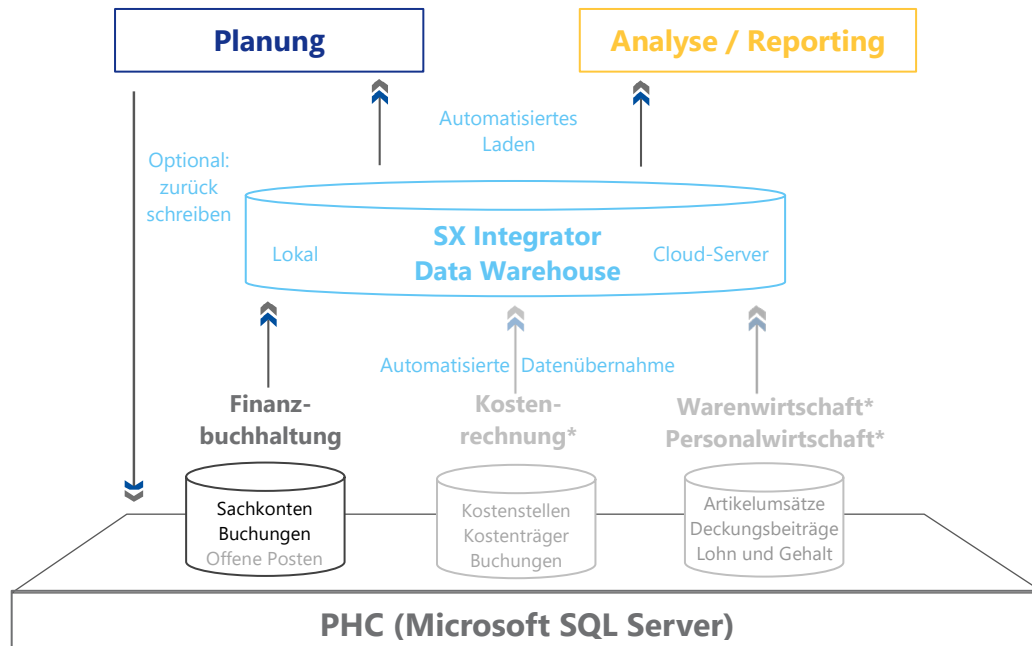 Planung
Analyse / Reporting
Automatisiertes
Laden
Optional:
zurück
schreiben
SX Integrator
Data Warehouse
Lokal
Cloud-Server
Automatisierte Datenübernahme
Finanz-
buchhaltung
Kosten-
rechnung*
Warenwirtschaft*
Personalwirtschaft*
Sachkonten
Buchungen
Offene Posten
Kostenstellen
Kostenträger
Buchungen
Artikelumsätze
Deckungsbeiträge
Lohn und Gehalt
PHC (Microsoft SQL Server)